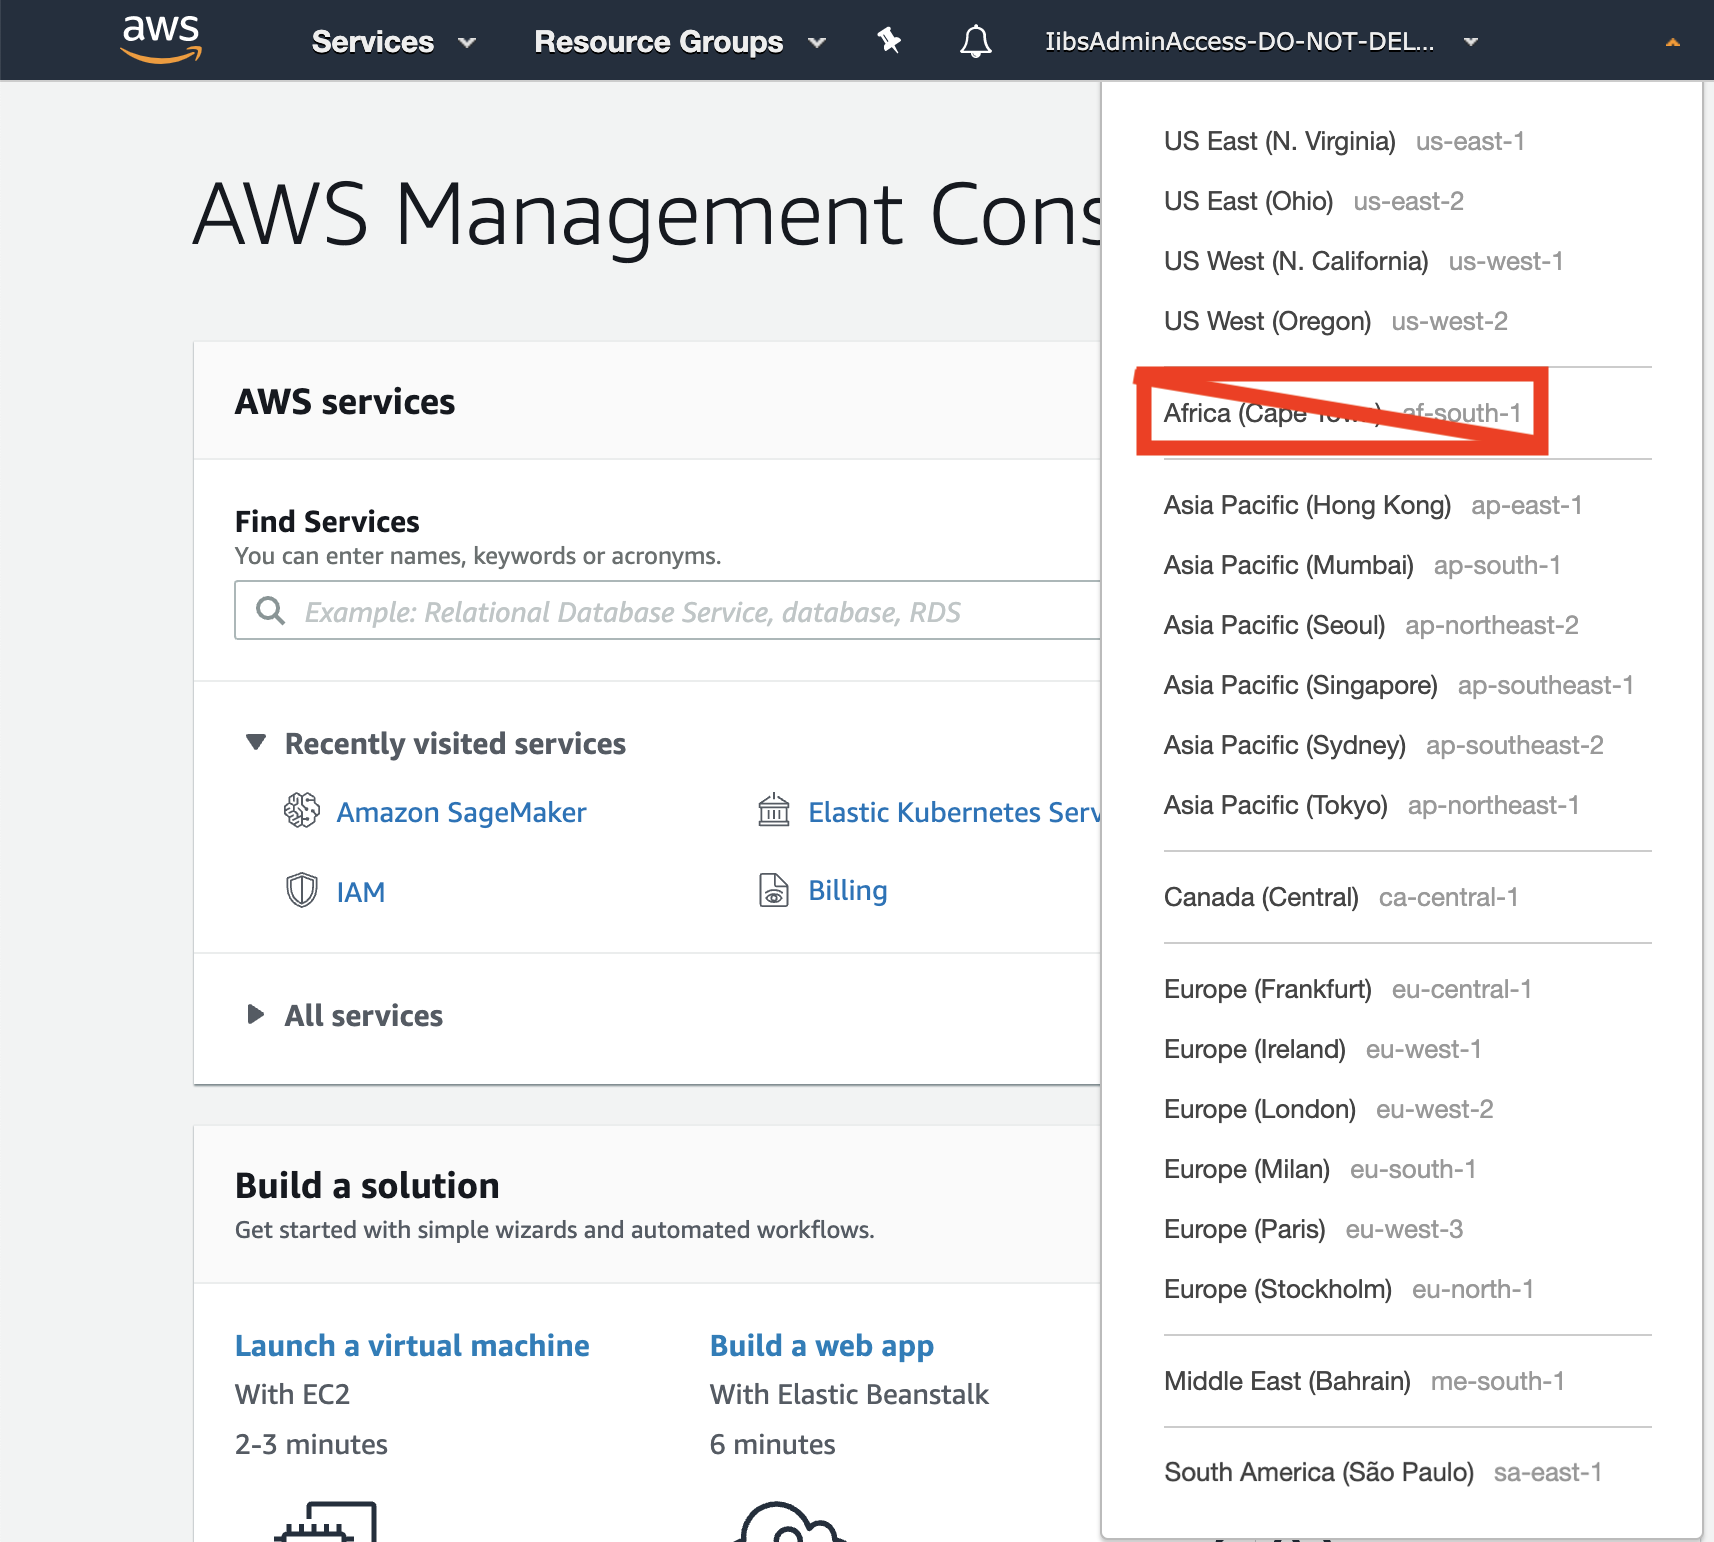 aws Services Resource Groups IibsAdminAccess-DO-NOT-DEL...
AWS Management Cons
AWS services
Find Services
You can enter names, keywords or acronyms.
Example: Relational Database Service, database, RDS
Recently visited services
Amazon SageMaker
Elastic Kubernetes Serv
IAM
Billing
All services
Build a solution
Get started with simple wizards and automated workflows.
Launch a virtual machine
With EC2
2-3 minutes
Build a web app
With Elastic Beanstalk
6 minutes
US East (N. Virginia) us-east-1
US East (Ohio) us-east-2
US West (N. California) us-west-1
US West (Oregon) us-west-2
Africa (Cape Town) af-south-1
Asia Pacific (Hong Kong) ap-east-1
Asia Pacific (Mumbai) ap-south-1
Asia Pacific (Seoul) ap-northeast-2
Asia Pacific (Singapore) ap-southeast-1
Asia Pacific (Sydney) ap-southeast-2
Asia Pacific (Tokyo) ap-northeast-1
Canada (Central) ca-central-1
Europe (Frankfurt) eu-central-1
Europe (Ireland) eu-west-1
Europe (London) eu-west-2
Europe (Milan) eu-south-1
Europe (Paris) eu-west-3
Europe (Stockholm) eu-north-1
Middle East (Bahrain) me-south-1
South America (São Paulo) sa-east-1